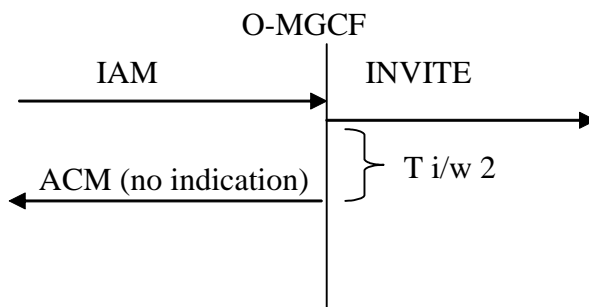 O-MGCF
IAM
INVITE
T i/w 2
ACM (no indication)